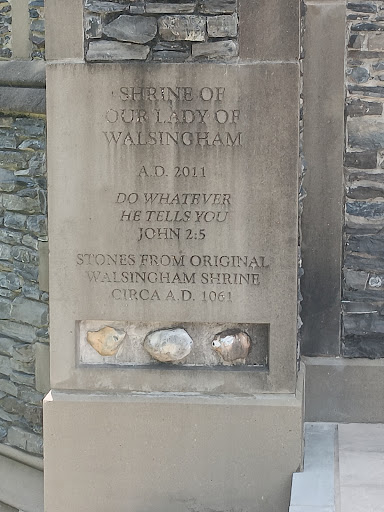 SHRINE OF
OUR LADY OF
WALSINGHAM
A.D. 2011
DO WHATEVER
HE TELLS YOU
JOHN 2:5
STONES FROM ORIGINAL
WALSINGHAM SHRINE
CIRCA A.D. 1061